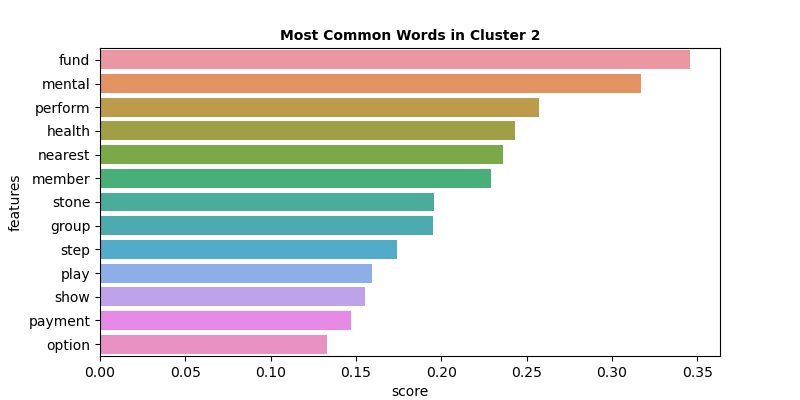 Most Common Words in Cluster 2
features
fund
mental
perform
health
nearest
member
stone
group
step
play
show
payment
option
0.00 0.05 0.10 0.15 0.20 0.25 0.30 0.35
score